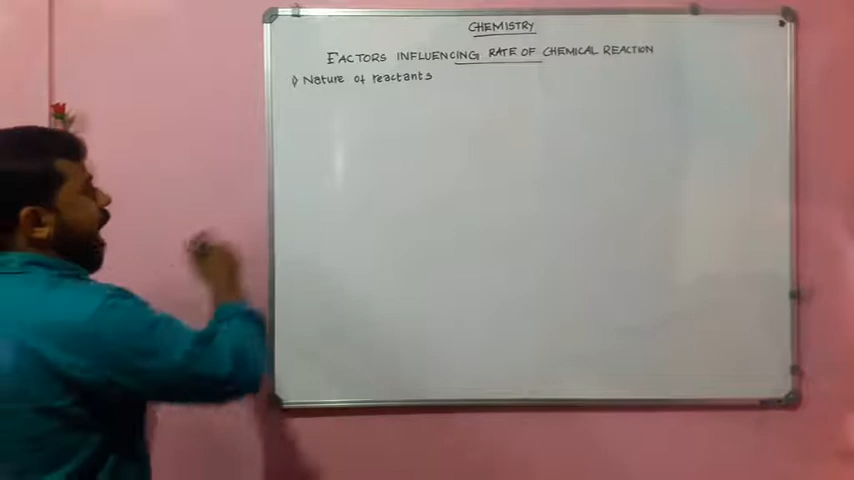 CHEMISTRY
FACTORS INFLUENCING RATE OF CHEMICAL REACTION
Nature of reactants